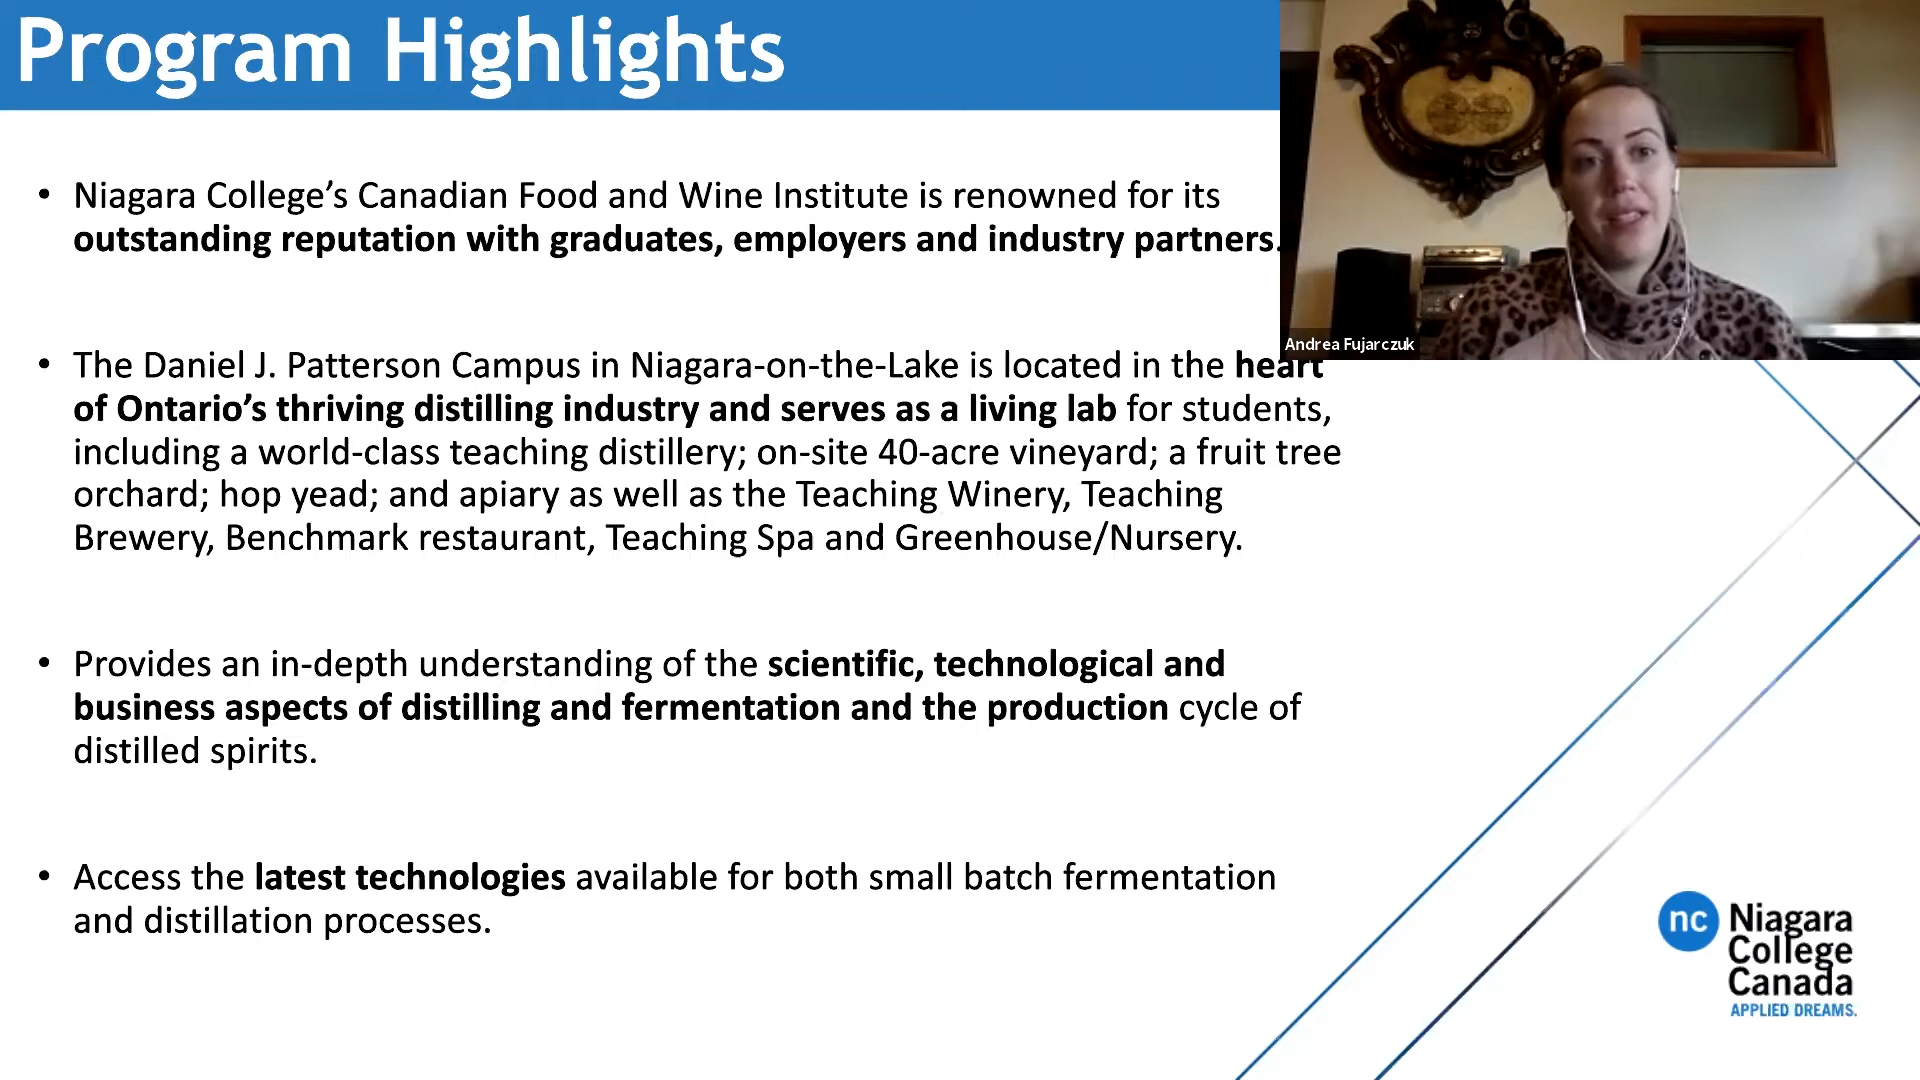 Program Highlights
• Niagara College’s Canadian Food and Wine Institute is renowned for its
outstanding reputation with graduates, employers and industry partners.
Andrea Fujarczuk
• The Daniel J. Patterson Campus in Niagara-on-the-Lake is located in the heart
of Ontario’s thriving distilling industry and serves as a living lab for students,
including a world-class teaching distillery; on-site 40-acre vineyard; a fruit tree
orchard; hop yead; and apiary as well as the Teaching Winery, Teaching
Brewery, Benchmark restaurant, Teaching Spa and Greenhouse/Nursery.
• Provides an in-depth understanding of the scientific, technological and
business aspects of distilling and fermentation and the production cycle of
distilled spirits.
• Access the latest technologies available for both small batch fermentation
and distillation processes.
nc
Niagara
College
Canada
APPLIED DREAMS.